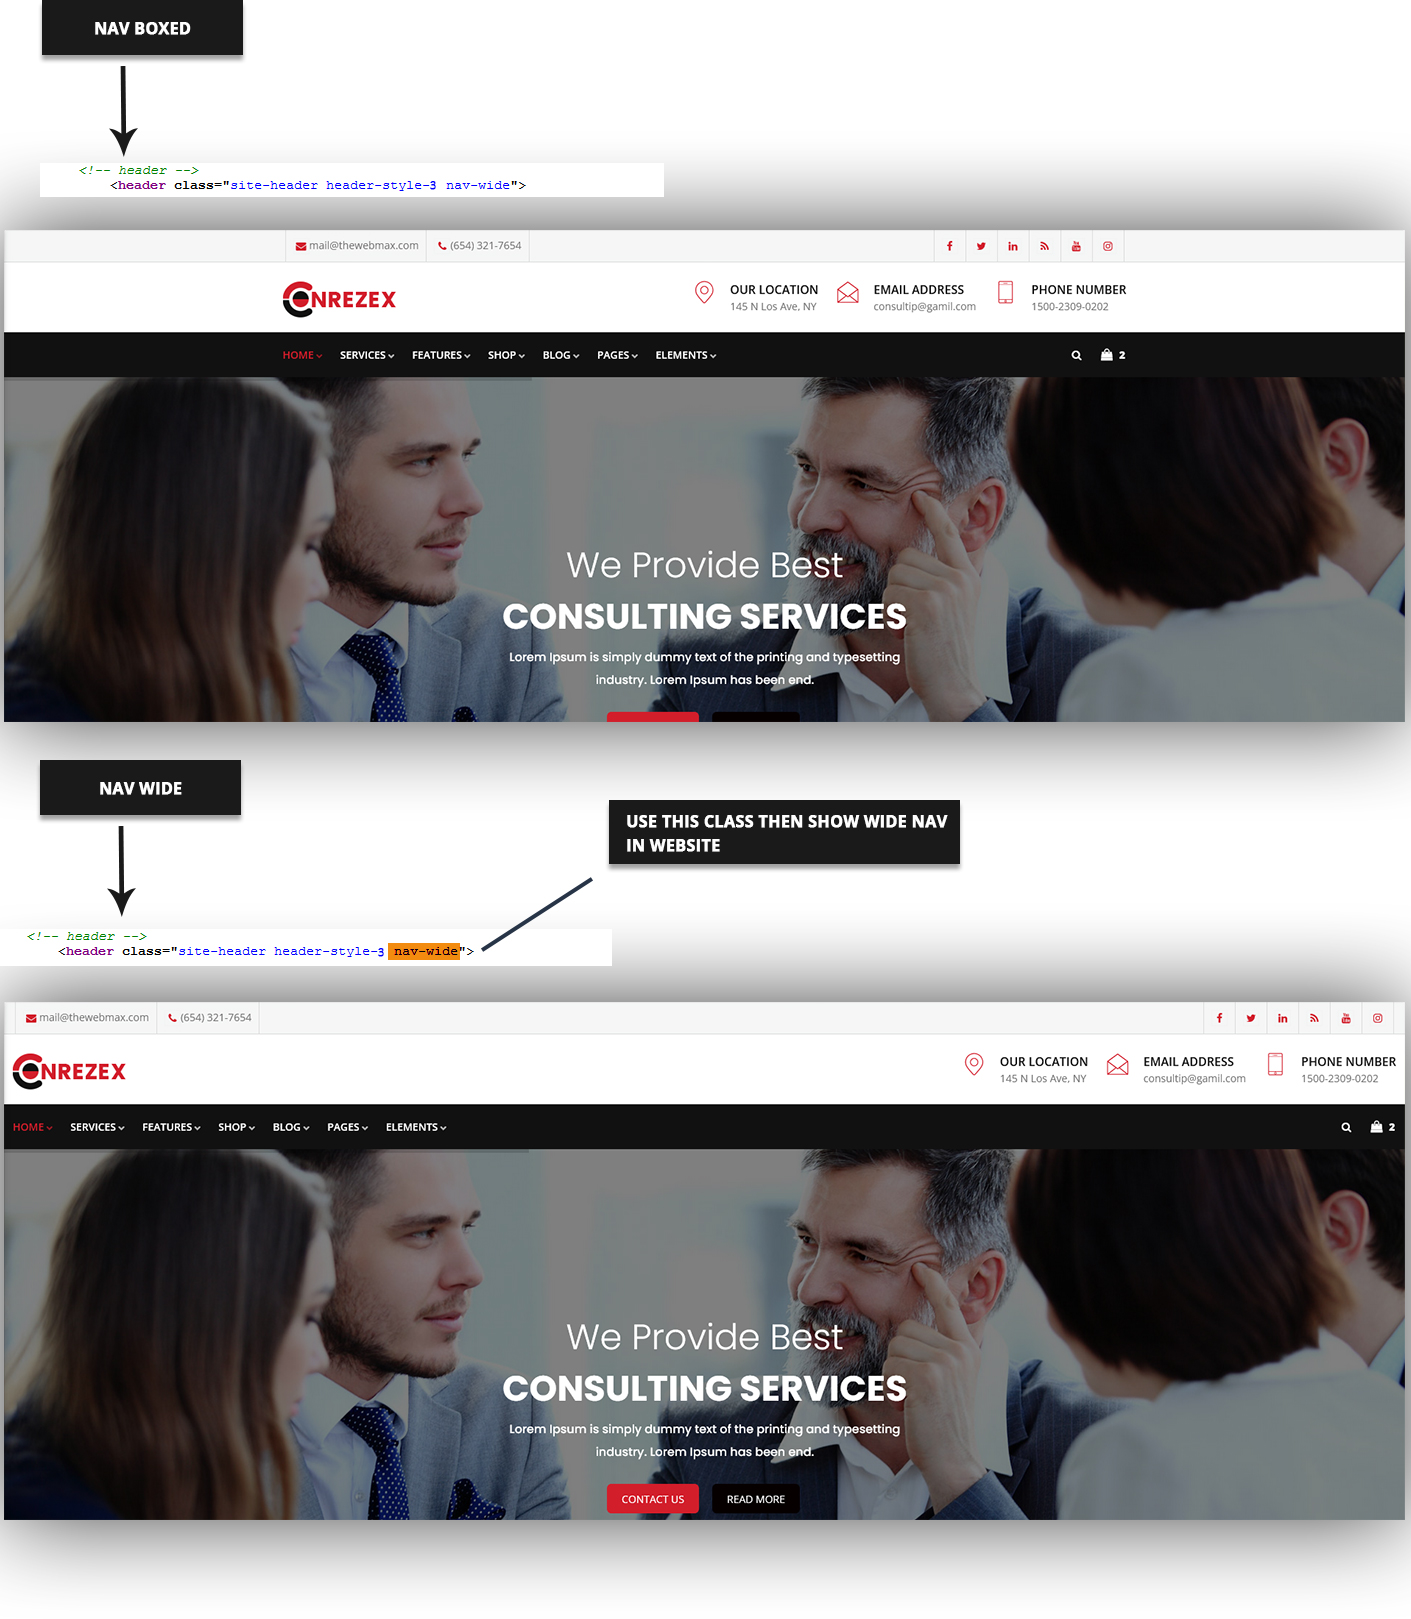 NAV BOXED
<!-- header -->
<header class="site-header header-style-3 nav-wide">
mail@thewebmax.com (654) 321-7654
NREZEX
OUR LOCATION EMAIL ADDRESS PHONE NUMBER
145 N Los Ave, NY consultip@gamil.com 1500-2309-0202
HOME SERVICES FEATURES SHOP BLOG PAGES ELEMENTS 2
We Provide Best
CONSULTING SERVICES
Lorem Ipsum is simply dummy text of the printing and typesetting
industry. Lorem Ipsum has been end.
NAV WIDE
USE THIS CLASS THEN SHOW WIDE NAV
IN WEBSITE
<!-- header -->
<header class="site-header header-style-3 nav-wide">
mail@thewebmax.com (654) 321-7654
NREZEX
OUR LOCATION EMAIL ADDRESS PHONE NUMBER
145 N Los Ave, NY consultip@gamil.com 1500-2309-0202
HOME SERVICES FEATURES SHOP BLOG PAGES ELEMENTS 2
We Provide Best
CONSULTING SERVICES
Lorem Ipsum is simply dummy text of the printing and typesetting
industry. Lorem Ipsum has been end.
CONTACT US READ MORE